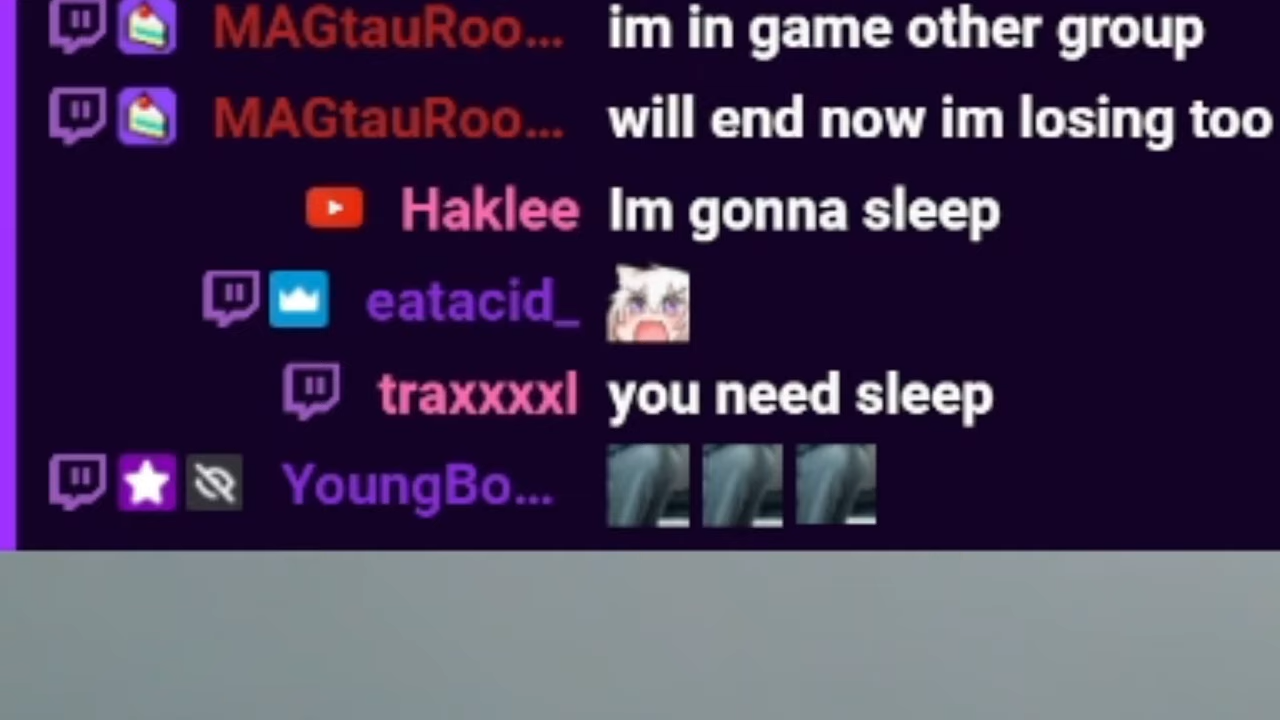 MAGtauRoo... im in game other group
MAGtauRoo... will end now im losing too
Haklee Im gonna sleep
eatacid_
traxxxxl you need sleep
YoungBo...